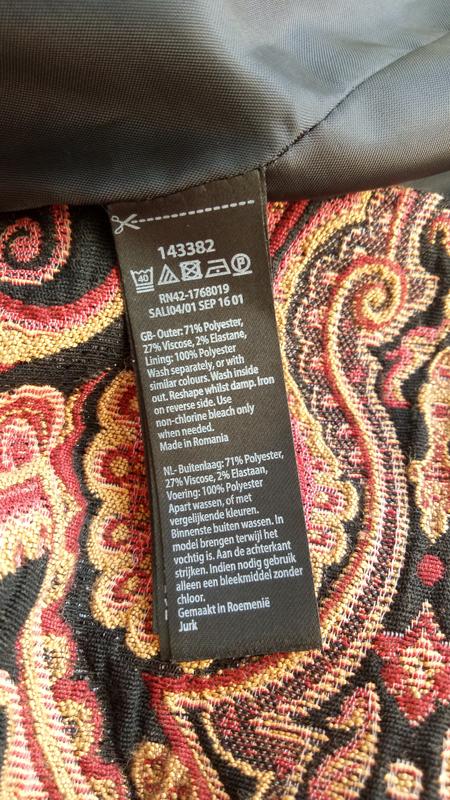 143382
40 P
RN42-1768019
SALI04/01 SEP 16 01
GB- Outer: 71% Polyester,
27% Viscose, 2% Elastane,
Lining: 100% Polyester
Wash separately, or with
similar colours. Wash inside
out. Reshape whilst damp. Iron
on reverse side. Use
non-chlorine bleach only
when needed.
Made in Romania
NL- Buitenlaag: 71% Polyester,
27% Viscose, 2% Elastaan,
Voering: 100% Polyester
Apart wassen, of met
vergelijkende kleuren.
Binnenste buiten wassen. In
model brengen terwijl het
vochtig is. Aan de achterkant
strijken. Indien nodig gebruik
alleen een bleekmiddel zonder
chloor.
Gemaakt in Roemenië
Jurk